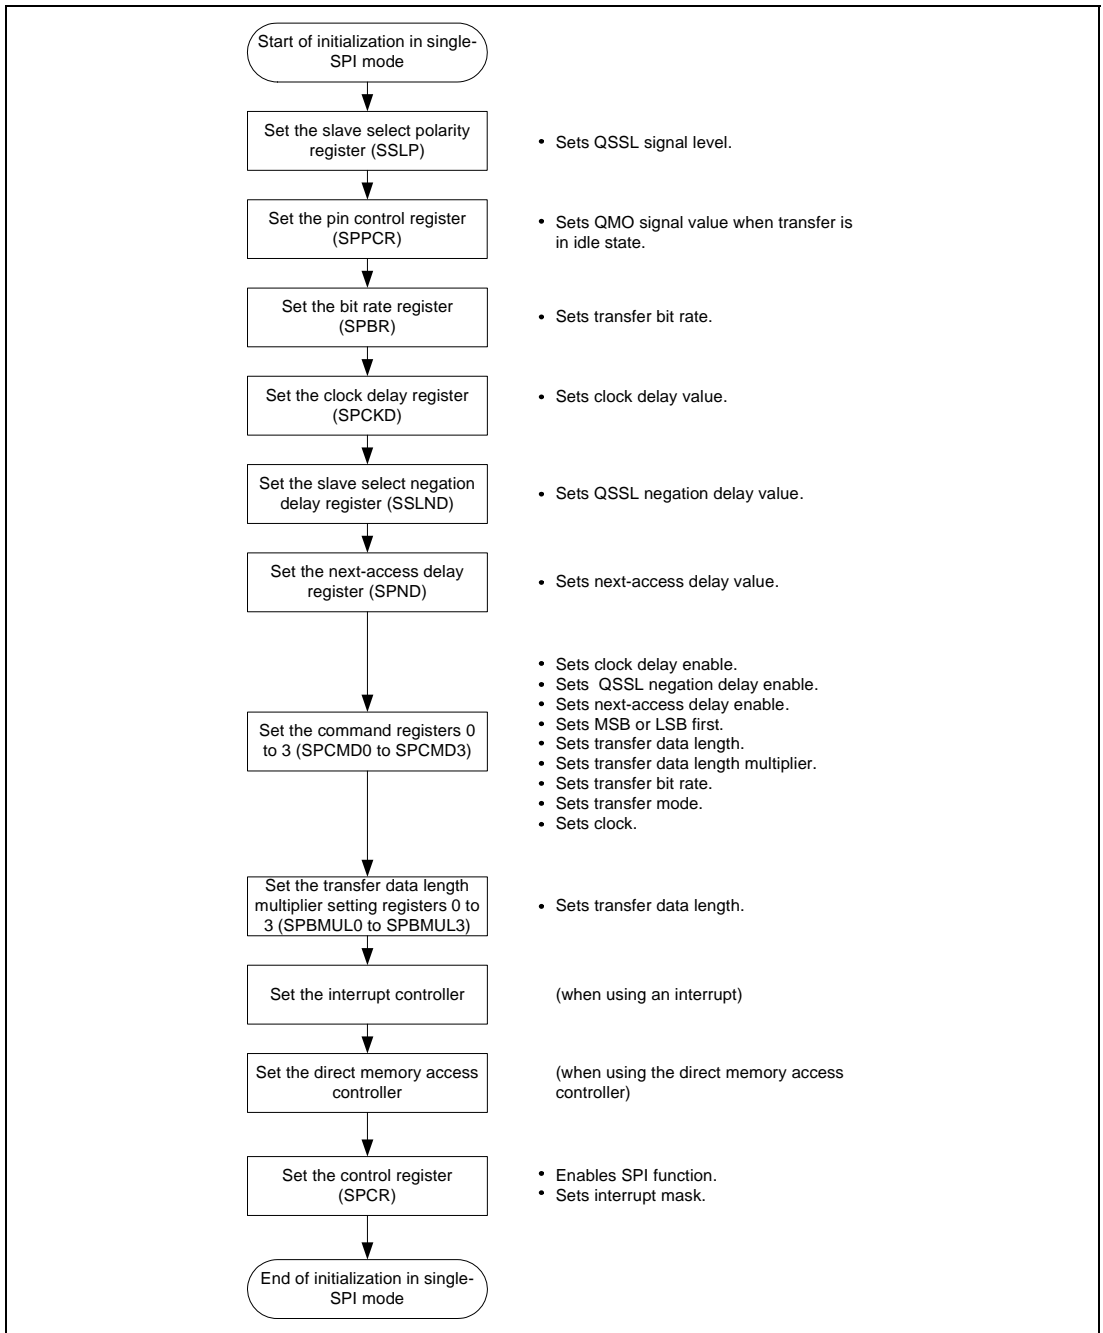 Start of initialization in single-
SPI mode
Set the slave select polarity
register (SSLP)
• Sets QSSL signal level.
Set the pin control register
(SPPCR)
• Sets QMO signal value when transfer is
in idle state.
Set the bit rate register
(SPBR)
• Sets transfer bit rate.
Set the clock delay register
(SPCKD)
• Sets clock delay value.
Set the slave select negation
delay register (SSLND)
• Sets QSSL negation delay value.
Set the next-access delay
register (SPND)
• Sets next-access delay value.
Set the command registers 0
to 3 (SPCMD0 to SPCMD3)
• Sets clock delay enable.
• Sets QSSL negation delay enable.
• Sets next-access delay enable.
• Sets MSB or LSB first.
• Sets transfer data length.
• Sets transfer data length multiplier.
• Sets transfer bit rate.
• Sets transfer mode.
• Sets clock.
Set the transfer data length
multiplier setting registers 0 to
3 (SPBMUL0 to SPBMUL3)
• Sets transfer data length.
Set the interrupt controller
(when using an interrupt)
Set the direct memory access
controller
(when using the direct memory access
controller)
Set the control register
(SPCR)
• Enables SPI function.
• Sets interrupt mask.
End of initialization in single-
SPI mode